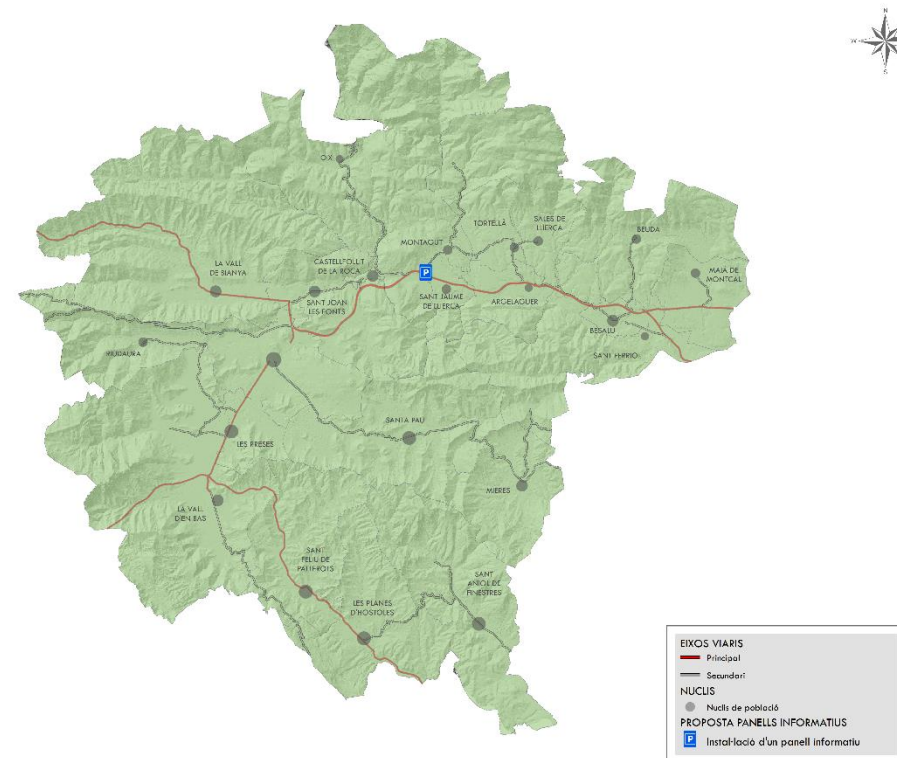 N
W
S
OIX
TORTELLÀ
SALES DE
LLIERCA
BEUDA
MONTAGUT
LA VALL
DE BIANYA
CASTELLFOLLIT
DE LA ROCA
MAIÀ DE
MONTCAL
SANT JOAN
LES FONTS
SANT JAUME
DE LLIERCA
ARGELAGUER
BESALÚ
SANT FERRIOL
RIUDAURA
SANTA PAU
LES PRESES
MIERES
LA VALL
D'EN BAS
SANT
FELIU DE
PALLEROLS
SANT
ANIOL DE
FINESTRES
LES PLANES
D'HOSTOLES
EIXOS VIARIS
Principal
Secundari
NUCLIS
Nuclis de població
PROPOSTA PANELLS INFORMATIUS
P
Instal·lació d'un panell informatiu